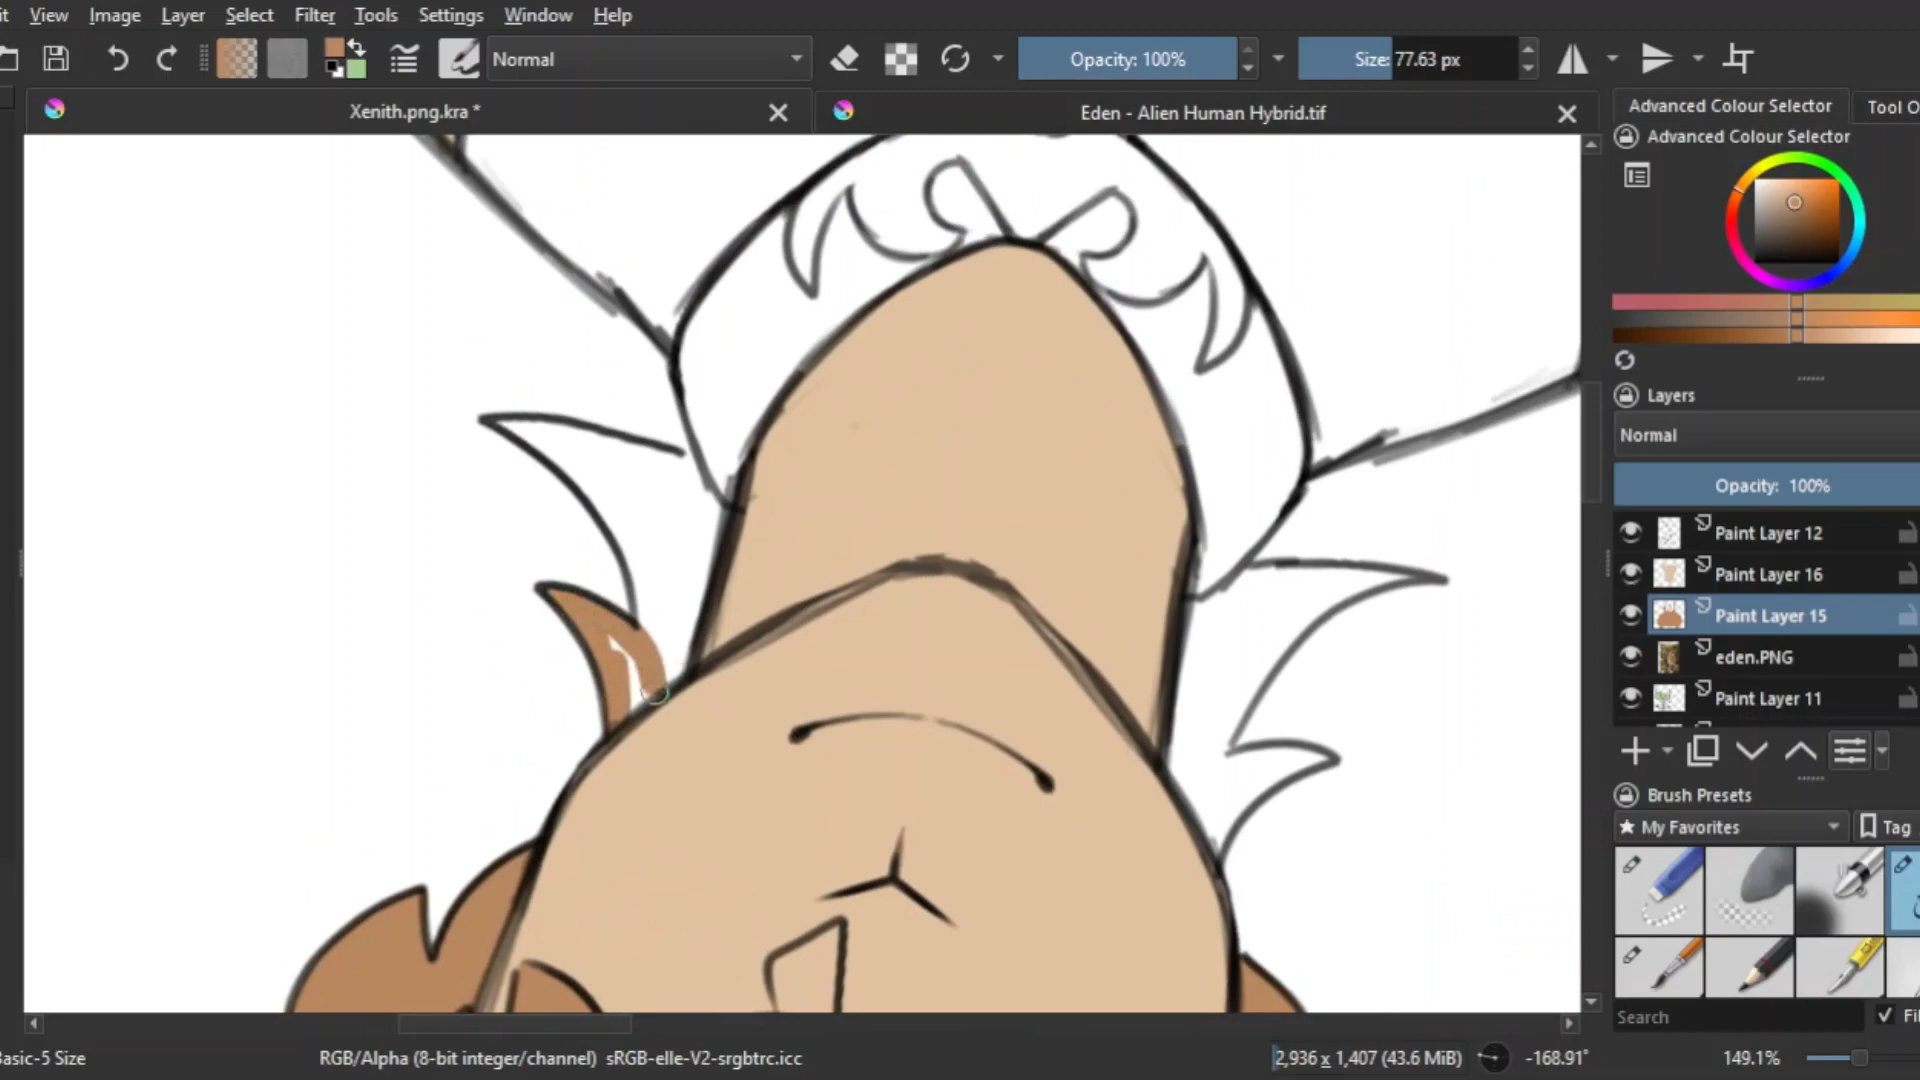 it View Image Layer Select Filter Tools Settings Window Help
Normal Opacity: 100% Size: 77.63 px
Xenith.png.kra * Eden - Alien Human Hybrid.tif
Advanced Colour Selector Tool O
Advanced Colour Selector
Layers
Normal
Opacity: 100%
Paint Layer 12
Paint Layer 16
Paint Layer 15
eden.PNG
Paint Layer 11
Brush Presets
My Favorites Tag
Search Fil
Basic-5 Size RGB/Alpha (8-bit integer/channel) sRGB-elle-V2-srgbtrc.icc 2,936 x 1,407 (43.6 MiB) -168.91° 149.1%